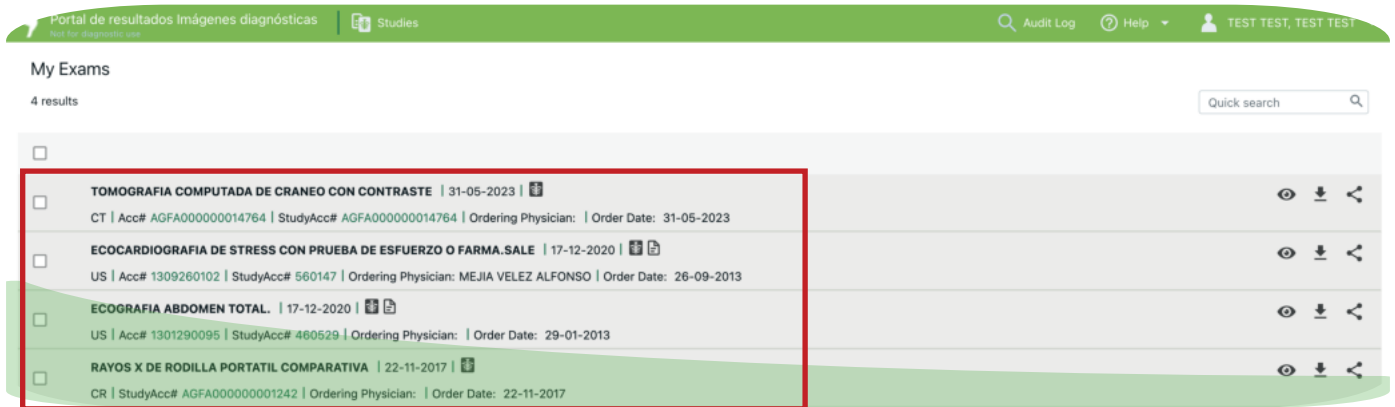 Portal de resultados Imágenes diagnósticas
Not for diagnostic use
Studies
Audit Log
Help
TEST TEST, TEST TEST
My Exams
4 results
Quick search
TOMOGRAFIA COMPUTADA DE CRANEO CON CONTRASTE | 31-05-2023 |
CT | Acc# AGFA000000014764 | StudyAcc# AGFA000000014764 | Ordering Physician: | Order Date: 31-05-2023
ECOCARDIOGRAFIA DE STRESS CON PRUEBA DE ESFUERZO O FARMA.SALE | 17-12-2020 |
US | Acc# 1309260102 | StudyAcc# 560147 | Ordering Physician: MEJIA VELEZ ALFONSO | Order Date: 26-09-2013
ECOGRAFIA ABDOMEN TOTAL. | 17-12-2020 |
US | Acc# 1301290095 | StudyAcc# 460529 | Ordering Physician: | Order Date: 29-01-2013
RAYOS X DE RODILLA PORTATIL COMPARATIVA | 22-11-2017 |
CR | StudyAcc# AGFA000000001242 | Ordering Physician: | Order Date: 22-11-2017